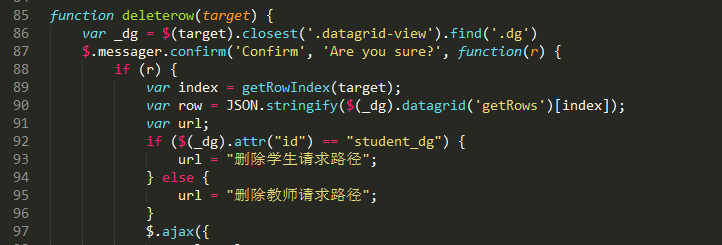 85 function deleterow(target) {
86 var _dg = $(target).closest('.datagrid-view').find('.dg')
87 $.messager.confirm('Confirm', 'Are you sure?', function(r) {
88 if (r) {
89 var index = getRowIndex(target);
90 var row = JSON.stringify($(_dg).datagrid('getRows')[index]);
91 var url;
92 if ($(_dg).attr("id") == "student_dg") {
93 url = "删除学生请求路径";
94 } else {
95 url = "删除教师请求路径";
96 }
97 $.ajax({